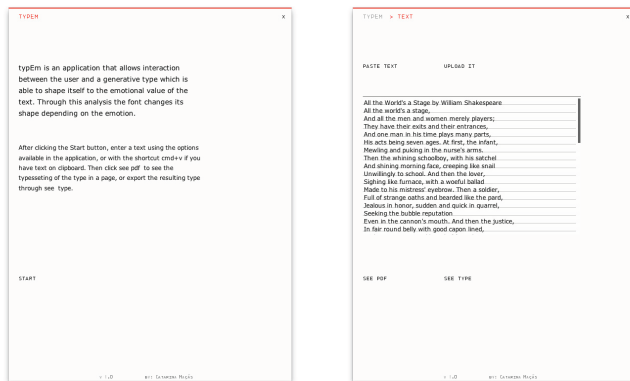 TYPEM
x
typEm is an application that allows interaction
between the user and a generative type which is
able to shape itself to the emotional value of the
text. Through this analysis the font changes its
shape depending on the emotion.
After clicking the Start button, enter a text using the options
available in the application, or with the shortcut cmd+v if you
have text on clipboard. Then click see pdf to see the
typesseting of the type in a page, or export the resulting type
through see type.
START
v 1.0
BY: Catarina Maçãs
TYPEM > TEXT
x
PASTE TEXT
UPLOAD IT
All the World's a Stage by William Shakespeare
All the world's a stage,
And all the men and women merely players;
They have their exits and their entrances,
And one man in his time plays many parts,
His acts being seven ages. At first, the infant,
Mewling and puking in the nurse's arms.
Then the whining schoolboy, with his satchel
And shining morning face, creeping like snail
Unwillingly to school. And then the lover,
Sighing like furnace, with a woeful ballad
Made to his mistress' eyebrow. Then a soldier,
Full of strange oaths and bearded like the pard,
Jealous in honor, sudden and quick in quarrel,
Seeking the bubble reputation
Even in the cannon's mouth. And then the justice,
In fair round belly with good capon lined,
SEE PDF
SEE TYPE
v 1.0
BY: Catarina Maçãs